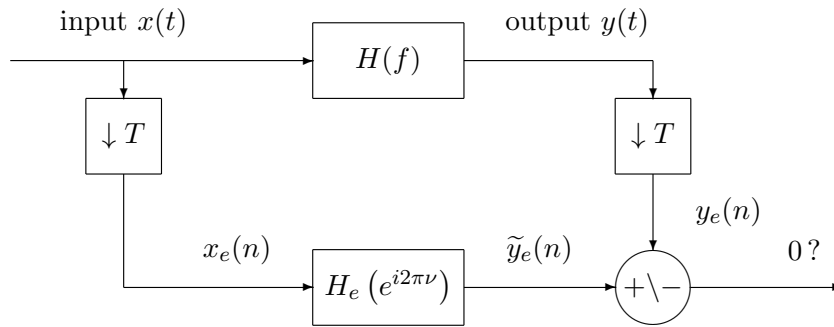 input x(t)
output y(t)
H(f)
↓ T
↓ T
y_e(n)
x_e(n)
ỹ_e(n)
0 ?
H_e (e^{i2πν})
+\−